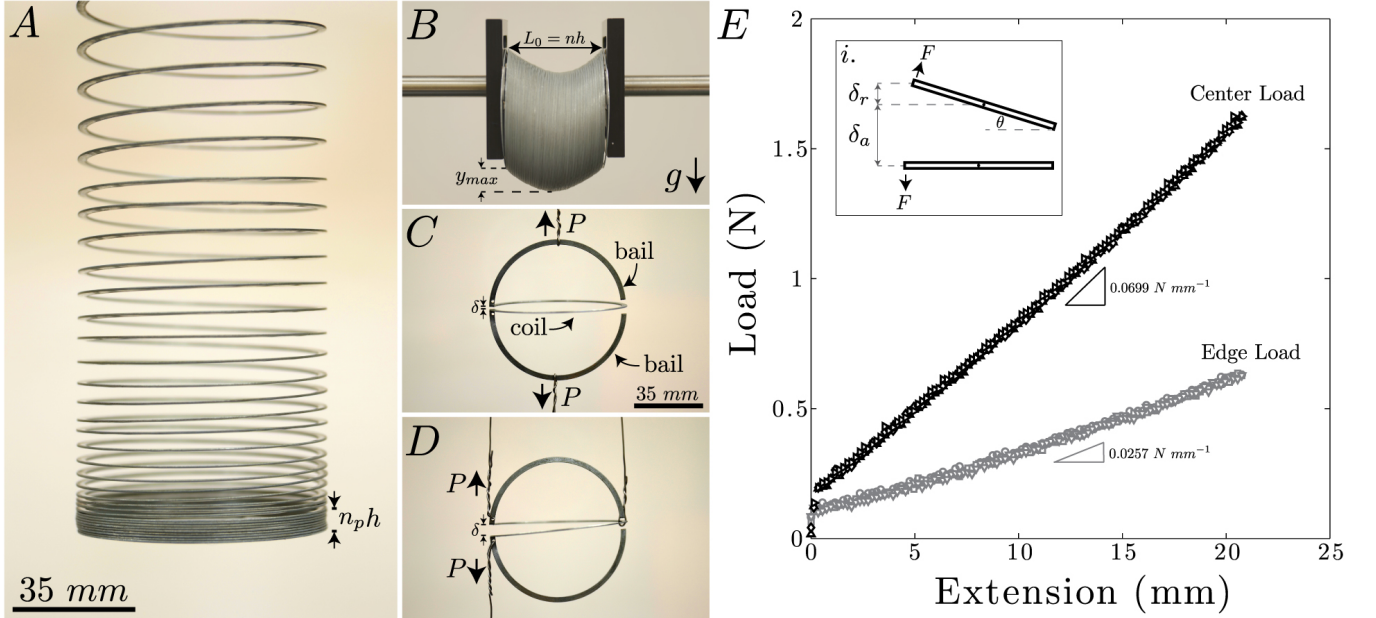 A
n_p h
35 mm
B
L_0 = nh
y_max
g
C
P
bail
δ
coil
bail
P
35 mm
D
P
δ
P
E
Load (N)
2
1.5
1
0.5
0
0
5
10
15
20
25
Extension (mm)
i.
F
δ_r
θ
δ_a
F
Center Load
0.0699 N mm⁻¹
Edge Load
0.0257 N mm⁻¹